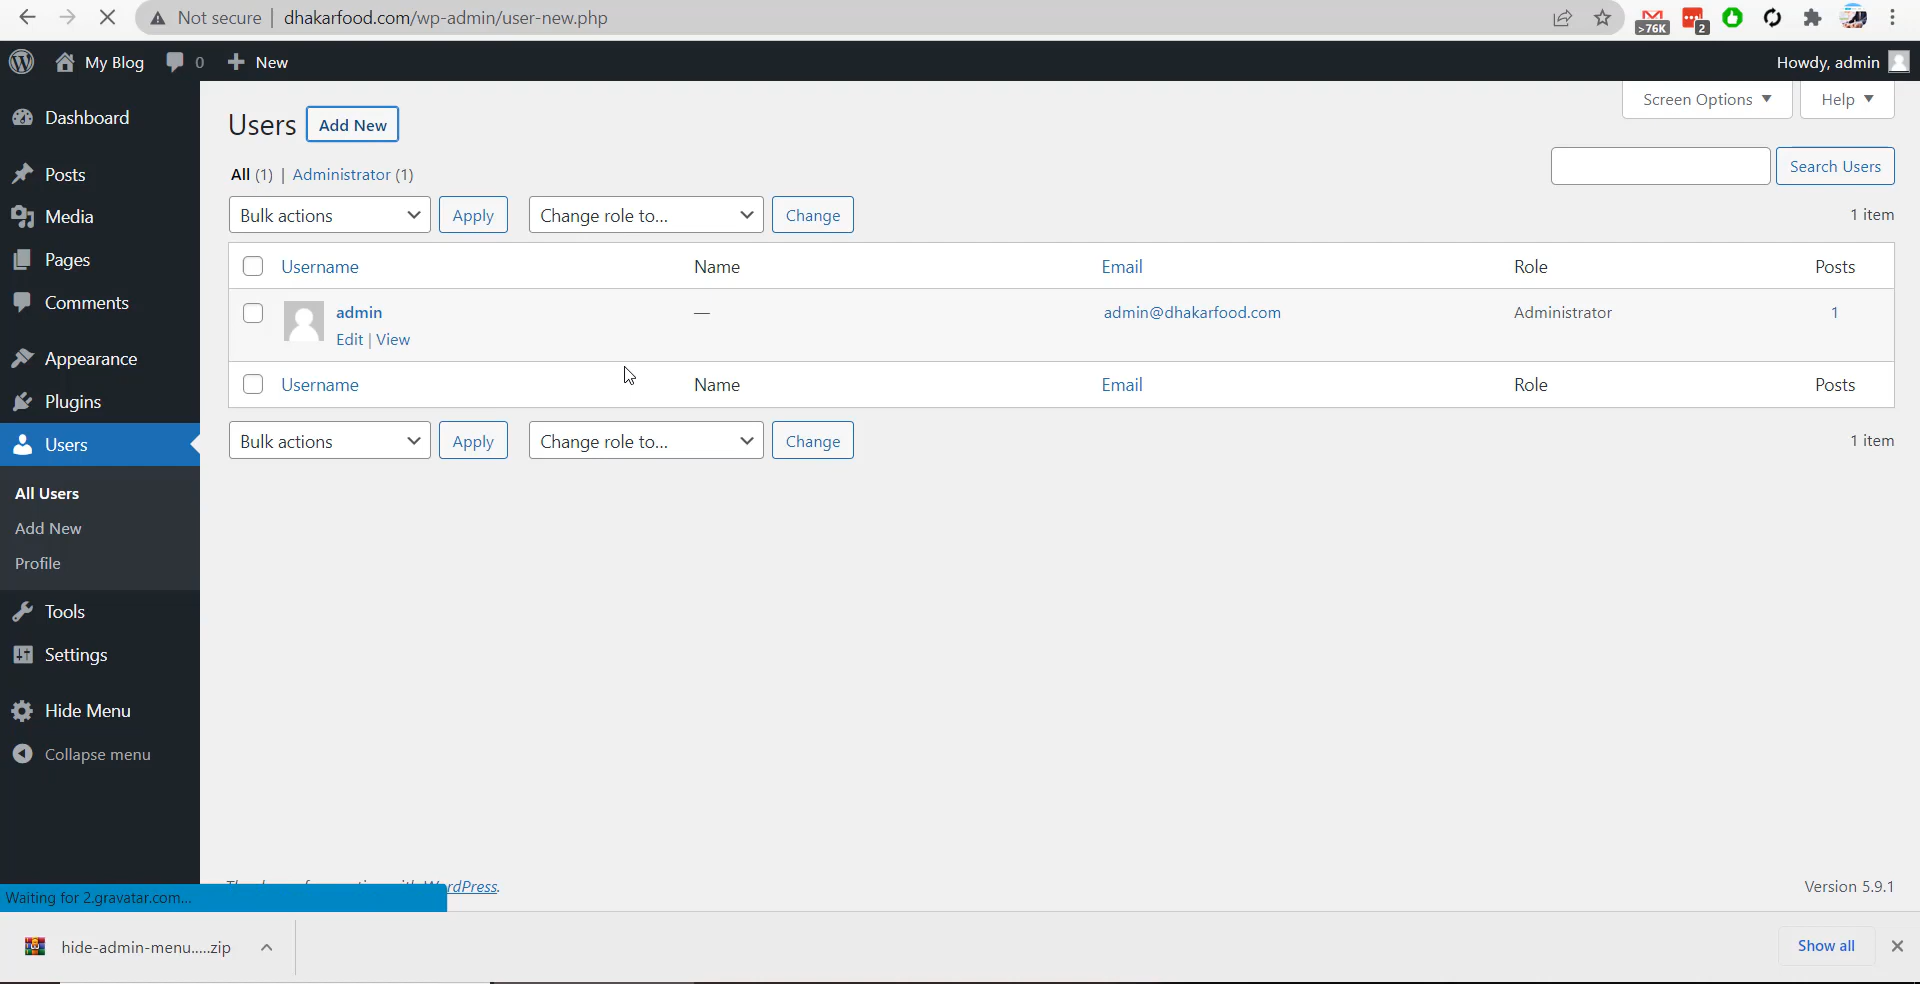 Not secure | dhakarfood.com/wp-admin/user-new.php
>76K
2
My Blog 0 New
Howdy, admin
Dashboard
Posts
Media
Pages
Comments
Appearance
Plugins
Users
All Users
Add New
Profile
Tools
Settings
Hide Menu
Collapse menu
Screen Options
Help
Users Add New
All (1) | Administrator (1)
Search Users
Bulk actions Apply Change role to... Change
1 item
Username Name Email Role Posts
admin — admin@dhakarfood.com Administrator 1
Edit | View
Username Name Email Role Posts
Bulk actions Apply Change role to... Change
1 item
rdPress.
Version 5.9.1
Waiting for 2.gravatar.com...
hide-admin-menu.....zip
Show all